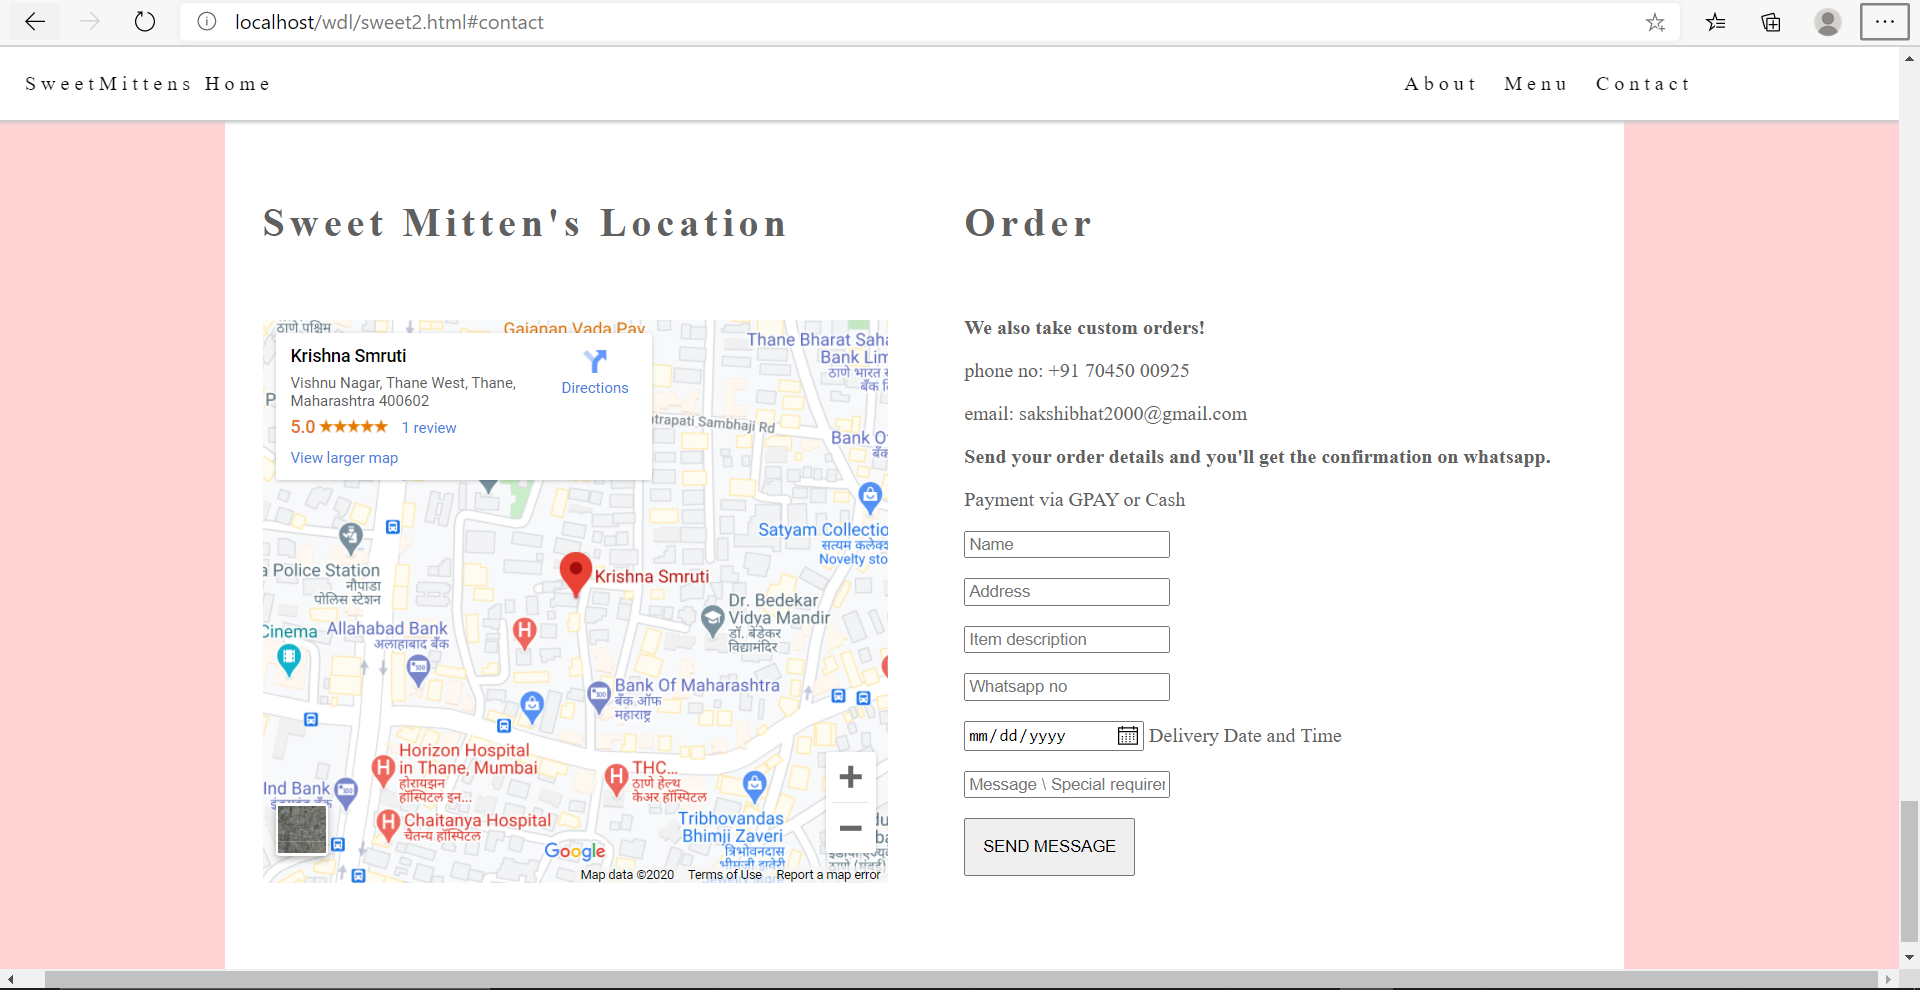 localhost/wdl/sweet2.html#contact
SweetMittens Home
About Menu Contact
Sweet Mitten's Location
ठाणे पश्चिम
Gajanan Vada Pav
Krishna Smruti
Vishnu Nagar, Thane West, Thane,
Maharashtra 400602
Directions
5.0
1 review
View larger map
Thane Bharat Saha
Bank Lim
ठाणे भारत
trapati Sambhaji Rd
Bank O
Satyam Collectio
सत्यम कलेक्श
Novelty sto
Krishna Smruti
a Police Station
नौपाडा
पोलिस स्टेशन
Dr. Bedekar
Vidya Mandir
डॉ. बेडेकर
विद्यामंदिर
Cinema
Allahabad Bank
अलाहाबाद बँक
Bank Of Maharashtra
बँक ऑफ
महाराष्ट्र
Horizon Hospital
in Thane, Mumbai
होरायझन
हॉस्पिटल इन...
THC...
ठाणे हेल्थ
केअर हॉस्पिटल
Ind Bank
Chaitanya Hospital
चैतन्य हॉस्पिटल
Tribhovandas
Bhimji Zaveri
त्रिभोवनदास
भीमजी झवेरी
Google
Map data ©2020 Terms of Use Report a map error
Order
We also take custom orders!
phone no: +91 70450 00925
email: sakshibhat2000@gmail.com
Send your order details and you'll get the confirmation on whatsapp.
Payment via GPAY or Cash
Name
Address
Item description
Whatsapp no
mm/dd/yyyy Delivery Date and Time
Message \ Special requirer
SEND MESSAGE